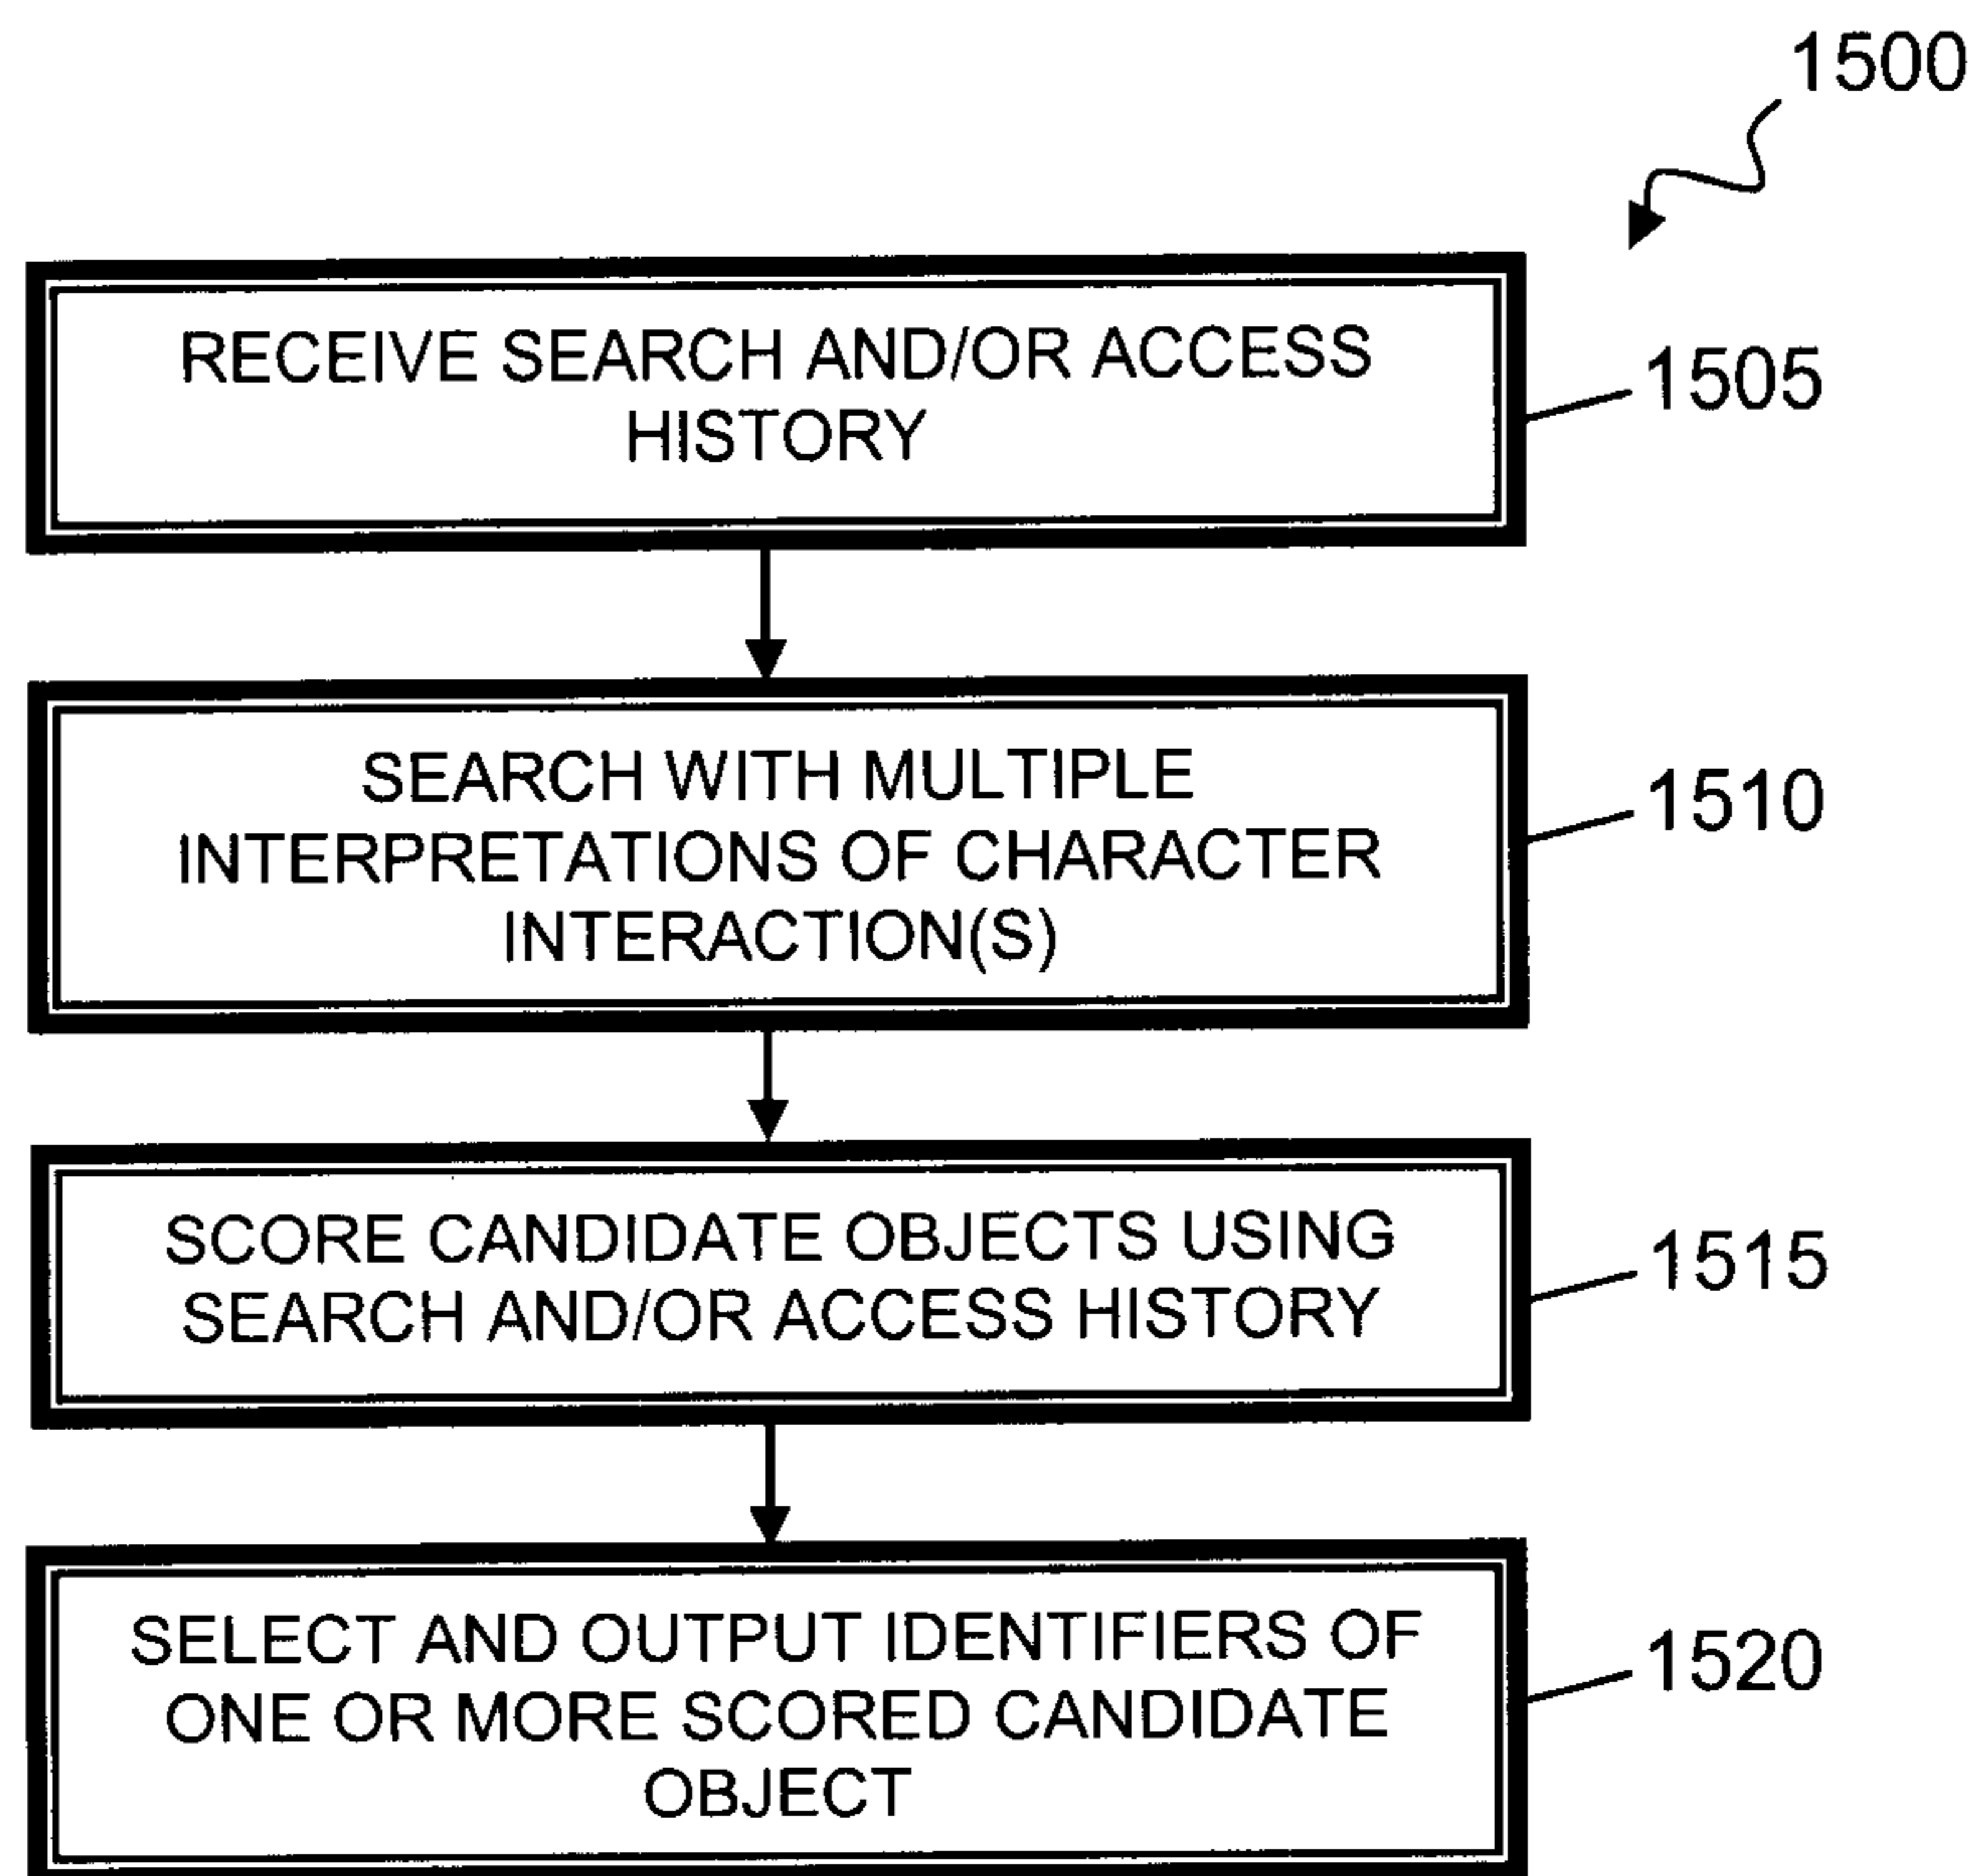 1500
RECEIVE SEARCH AND/OR ACCESS
HISTORY
1505
SEARCH WITH MULTIPLE
INTERPRETATIONS OF CHARACTER
INTERACTION(S)
1510
SCORE CANDIDATE OBJECTS USING
SEARCH AND/OR ACCESS HISTORY
1515
SELECT AND OUTPUT IDENTIFIERS OF
ONE OR MORE SCORED CANDIDATE
OBJECT
1520